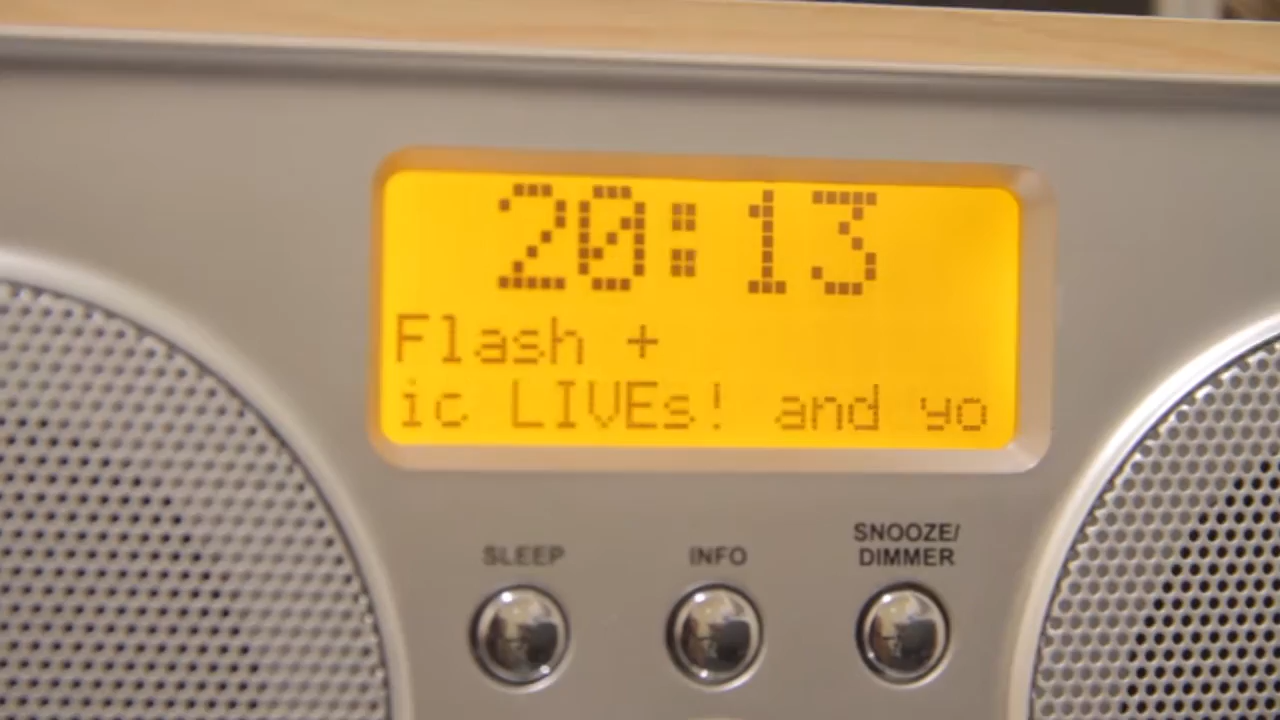 20:13
Flash +
ic LIVEs! and yo
SLEEP
INFO
SNOOZE/
DIMMER